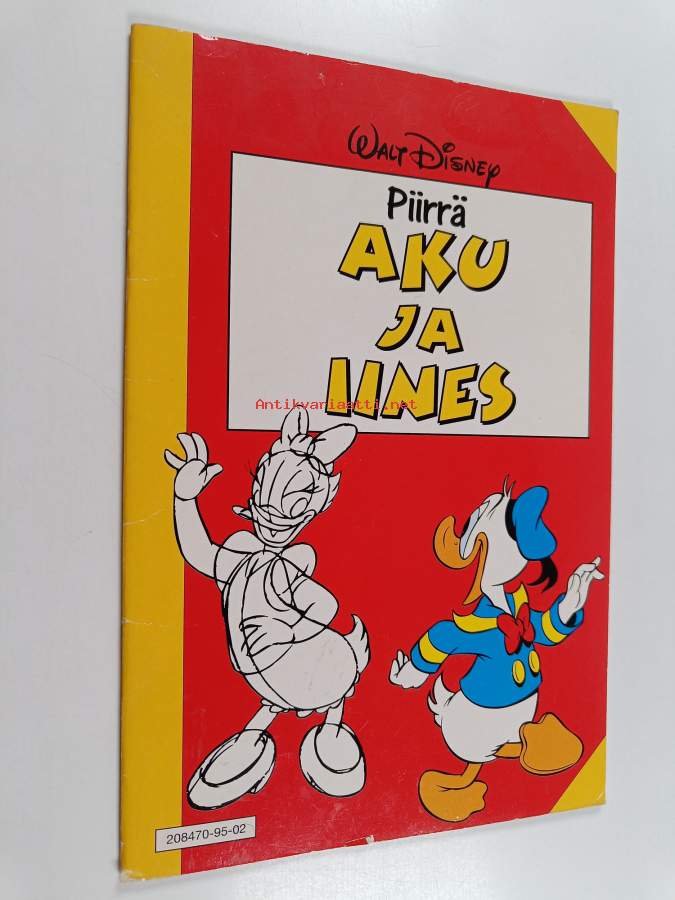 WALT DISNEY
Piirrä
AKU
JA
IINES
Antikvariaatti.net
208470-95-02